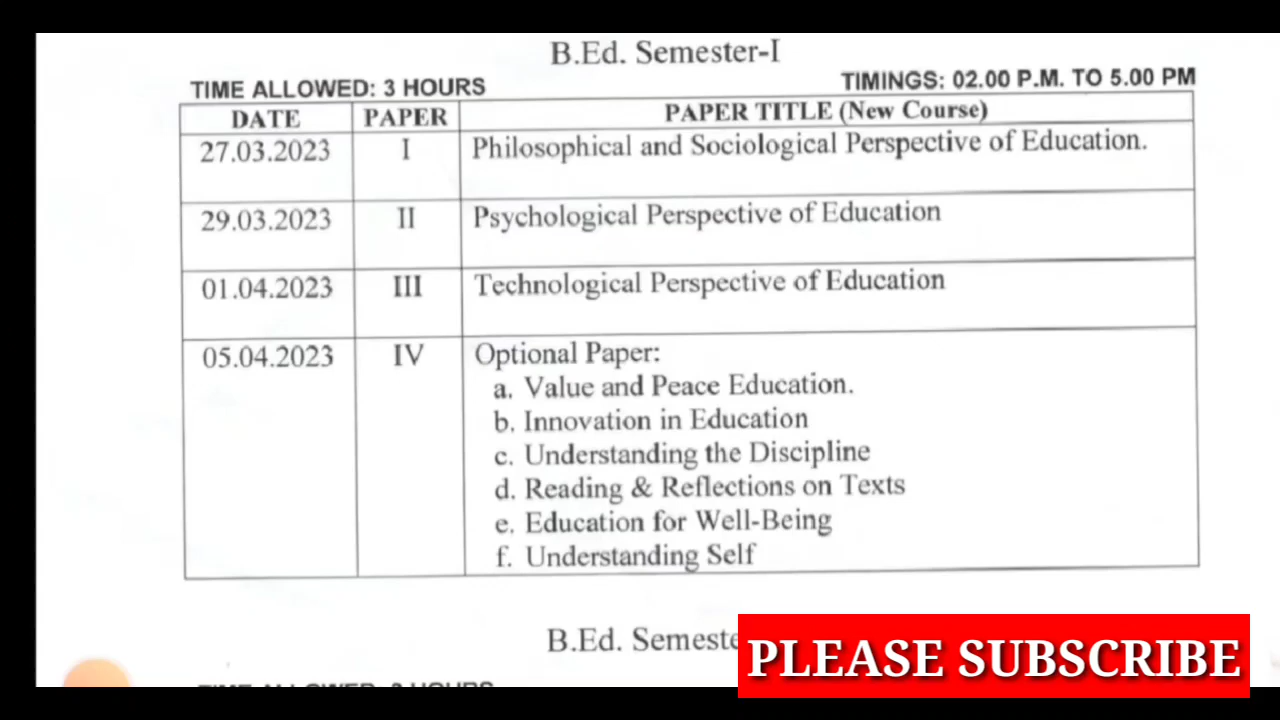 B.Ed. Semester-I
TIME ALLOWED: 3 HOURS TIMINGS: 02.00 P.M. TO 5.00 PM
DATE PAPER PAPER TITLE (New Course)
27.03.2023 I Philosophical and Sociological Perspective of Education.
29.03.2023 II Psychological Perspective of Education
01.04.2023 III Technological Perspective of Education
05.04.2023 IV Optional Paper:
a. Value and Peace Education.
b. Innovation in Education
c. Understanding the Discipline
d. Reading & Reflections on Texts
e. Education for Well-Being
f. Understanding Self
B.Ed.
PLEASE SUBSCRIBE